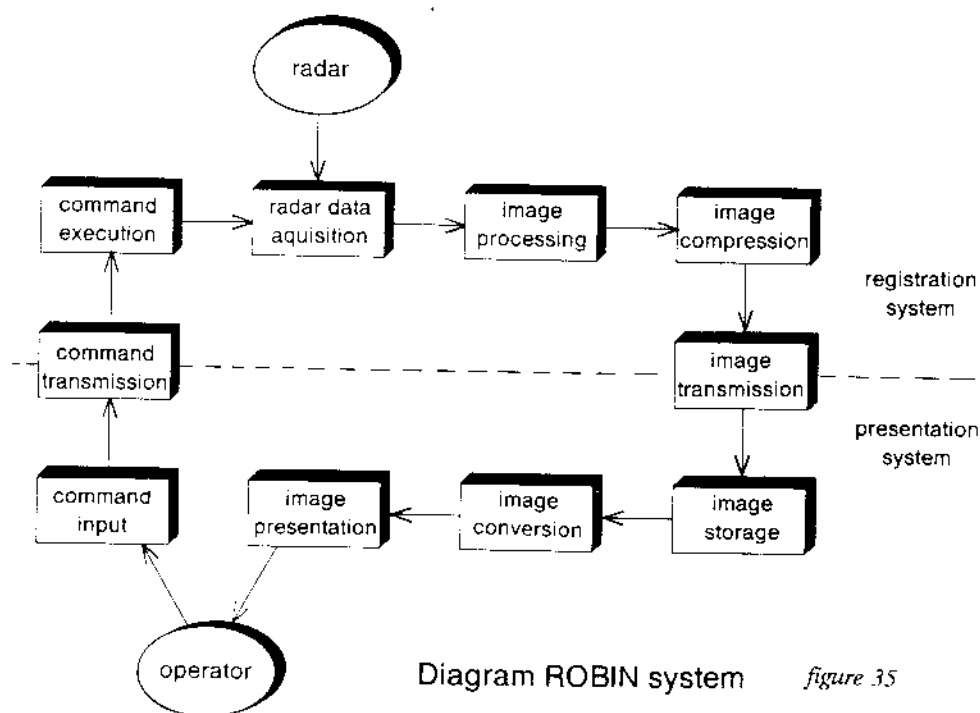 radar
command
execution
radar data
aquisition
image
processing
image
compression
registration
system
command
transmission
image
transmission
presentation
system
command
input
image
presentation
image
conversion
image
storage
operator
Diagram ROBIN system
figure 35